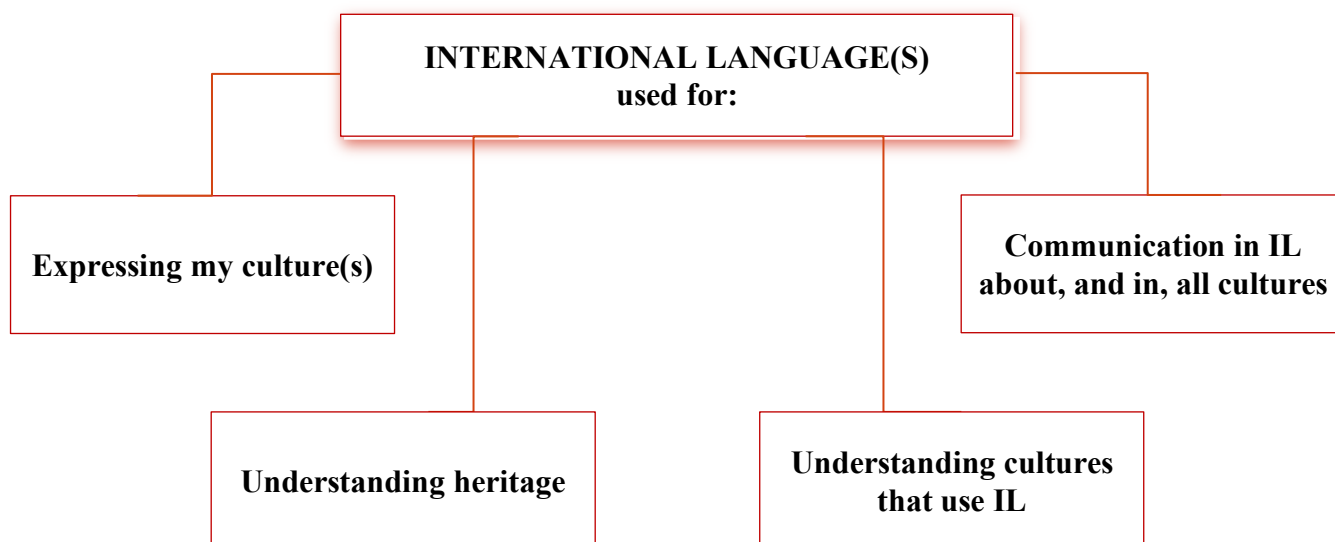 INTERNATIONAL LANGUAGE(S)
used for:
Expressing my culture(s)
Communication in IL
about, and in, all cultures
Understanding heritage
Understanding cultures
that use IL